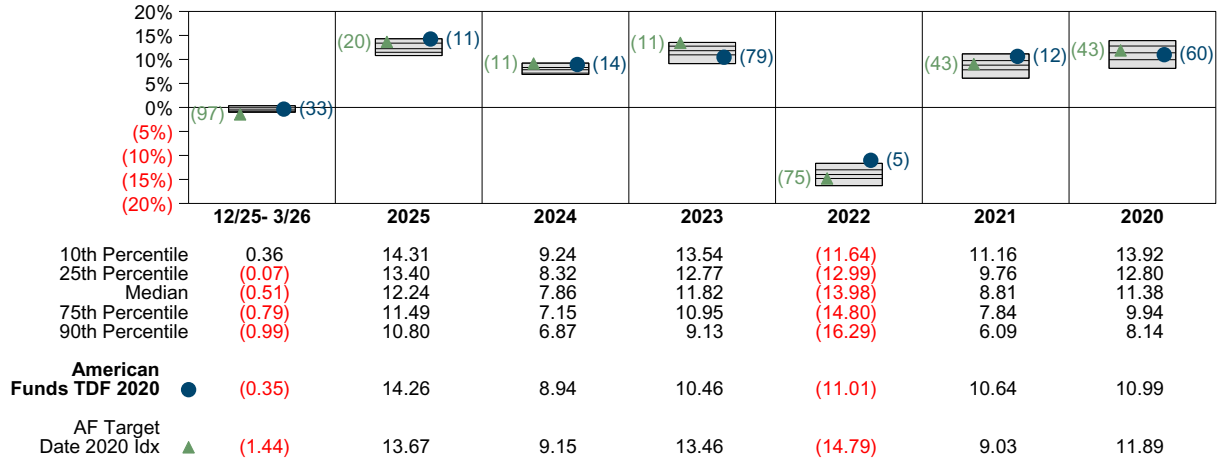 20%
15%
10%
5%
0%
(5%)
(10%)
(15%)
(20%)
(97) (33) (20) (11) (11) (14) (11) (79) (75) (5) (43) (12) (43) (60)
12/25- 3/26 2025 2024 2023 2022 2021 2020
10th Percentile 0.36 14.31 9.24 13.54 (11.64) 11.16 13.92
25th Percentile (0.07) 13.40 8.32 12.77 (12.99) 9.76 12.80
Median (0.51) 12.24 7.86 11.82 (13.98) 8.81 11.38
75th Percentile (0.79) 11.49 7.15 10.95 (14.80) 7.84 9.94
90th Percentile (0.99) 10.80 6.87 9.13 (16.29) 6.09 8.14
American
Funds TDF 2020 (0.35) 14.26 8.94 10.46 (11.01) 10.64 10.99
AF Target
Date 2020 Idx (1.44) 13.67 9.15 13.46 (14.79) 9.03 11.89